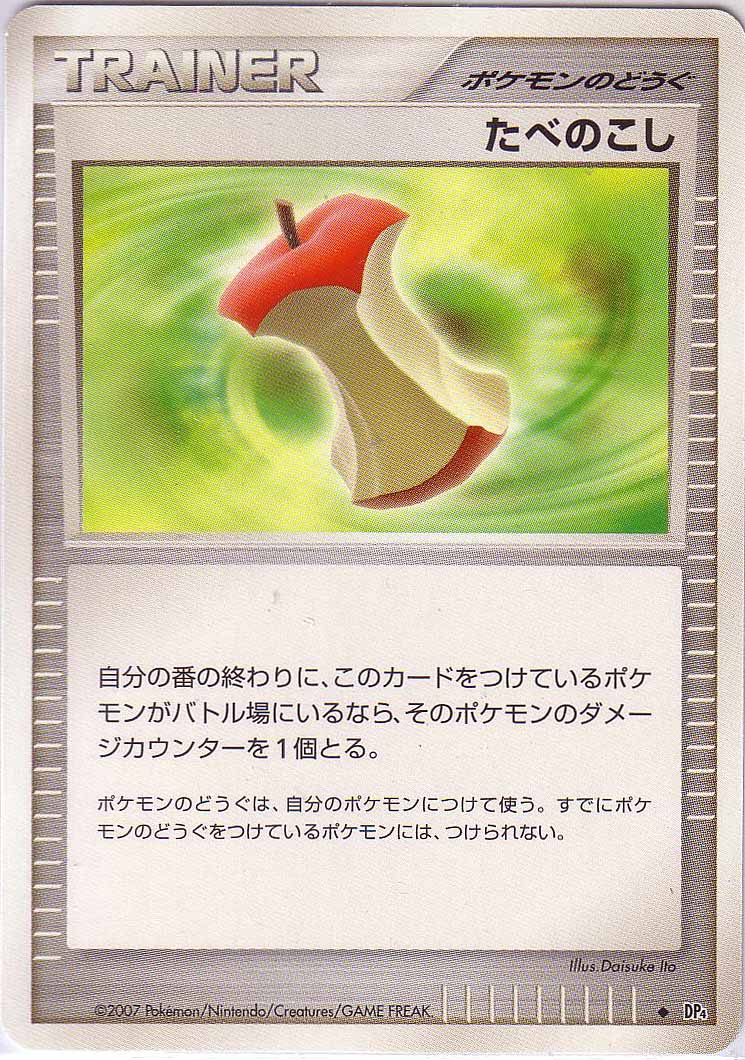 TRAINER
ポケモンのどうぐ
たべのこし
自分の番の終わりに、このカードをつけているポケ
モンがバトル場にいるなら、そのポケモンのダメー
ジカウンターを1個とる。
ポケモンのどうぐは、自分のポケモンにつけて使う。すでにポケ
モンのどうぐをつけているポケモンには、つけられない。
Illus.Daisuke Ito
©2007 Pokémon/Nintendo/Creatures/GAME FREAK.
◆ DP4